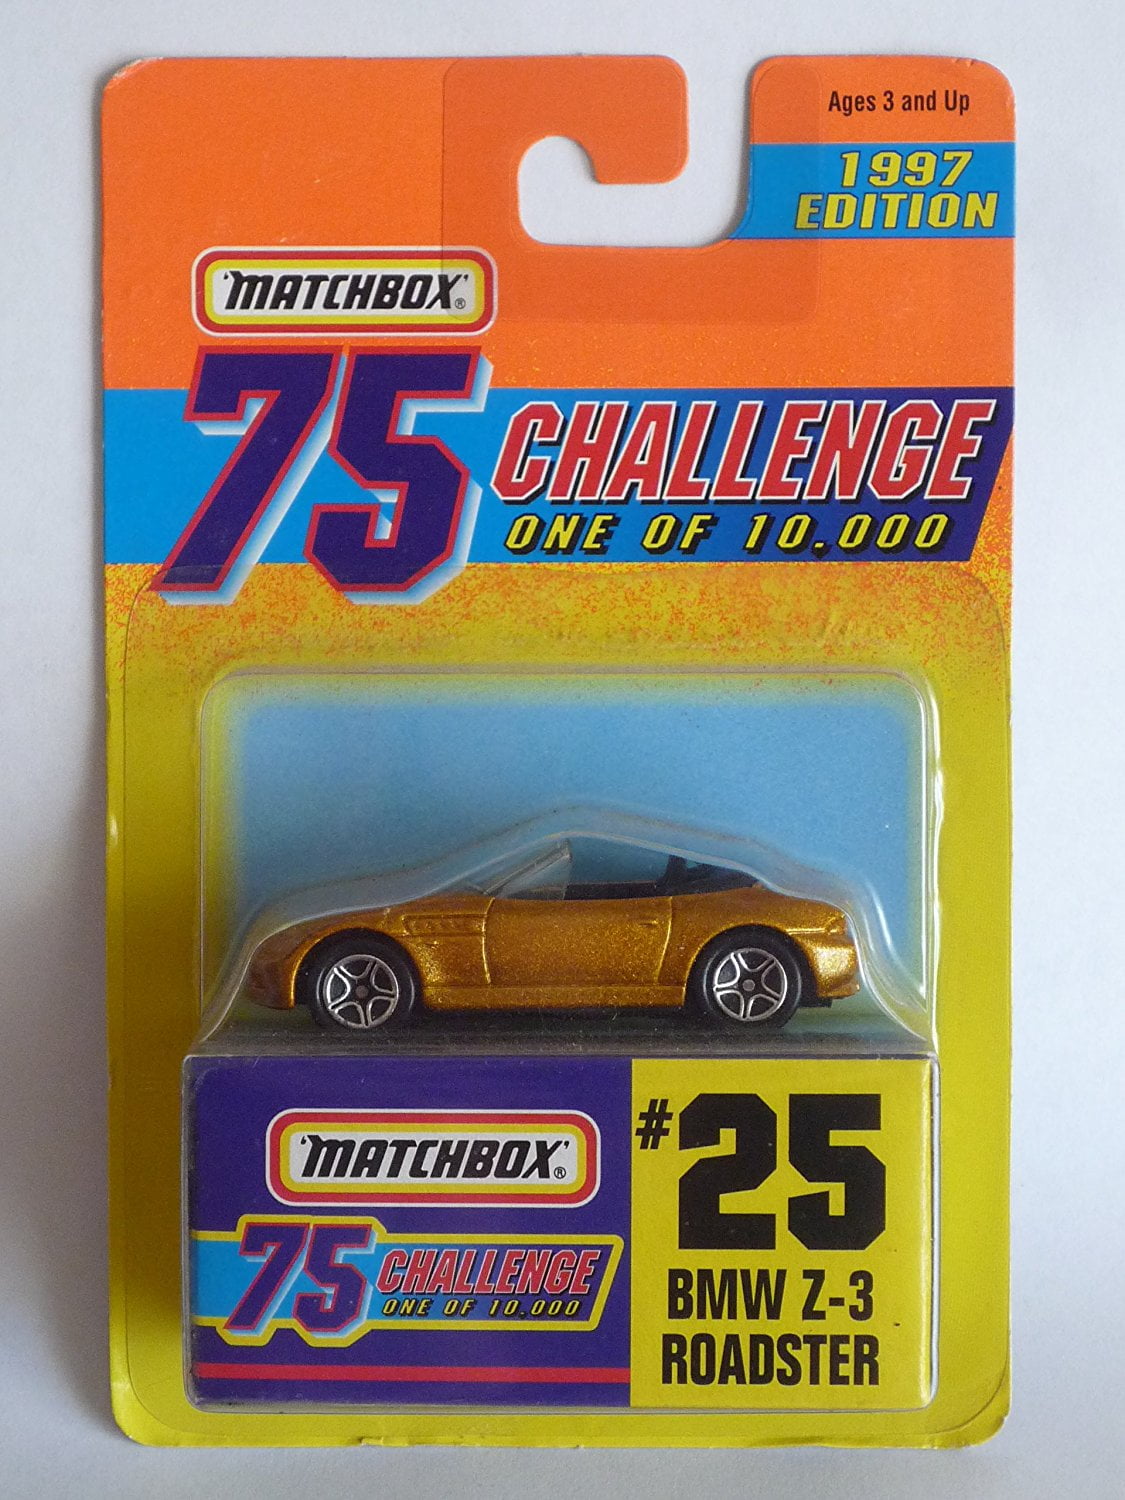 Ages 3 and Up
1997
EDITION
'MATCHBOX'®
75 CHALLENGE
ONE OF 10.000
'MATCHBOX'®
75 CHALLENGE
ONE OF 10.000
#25
BMW Z-3
ROADSTER